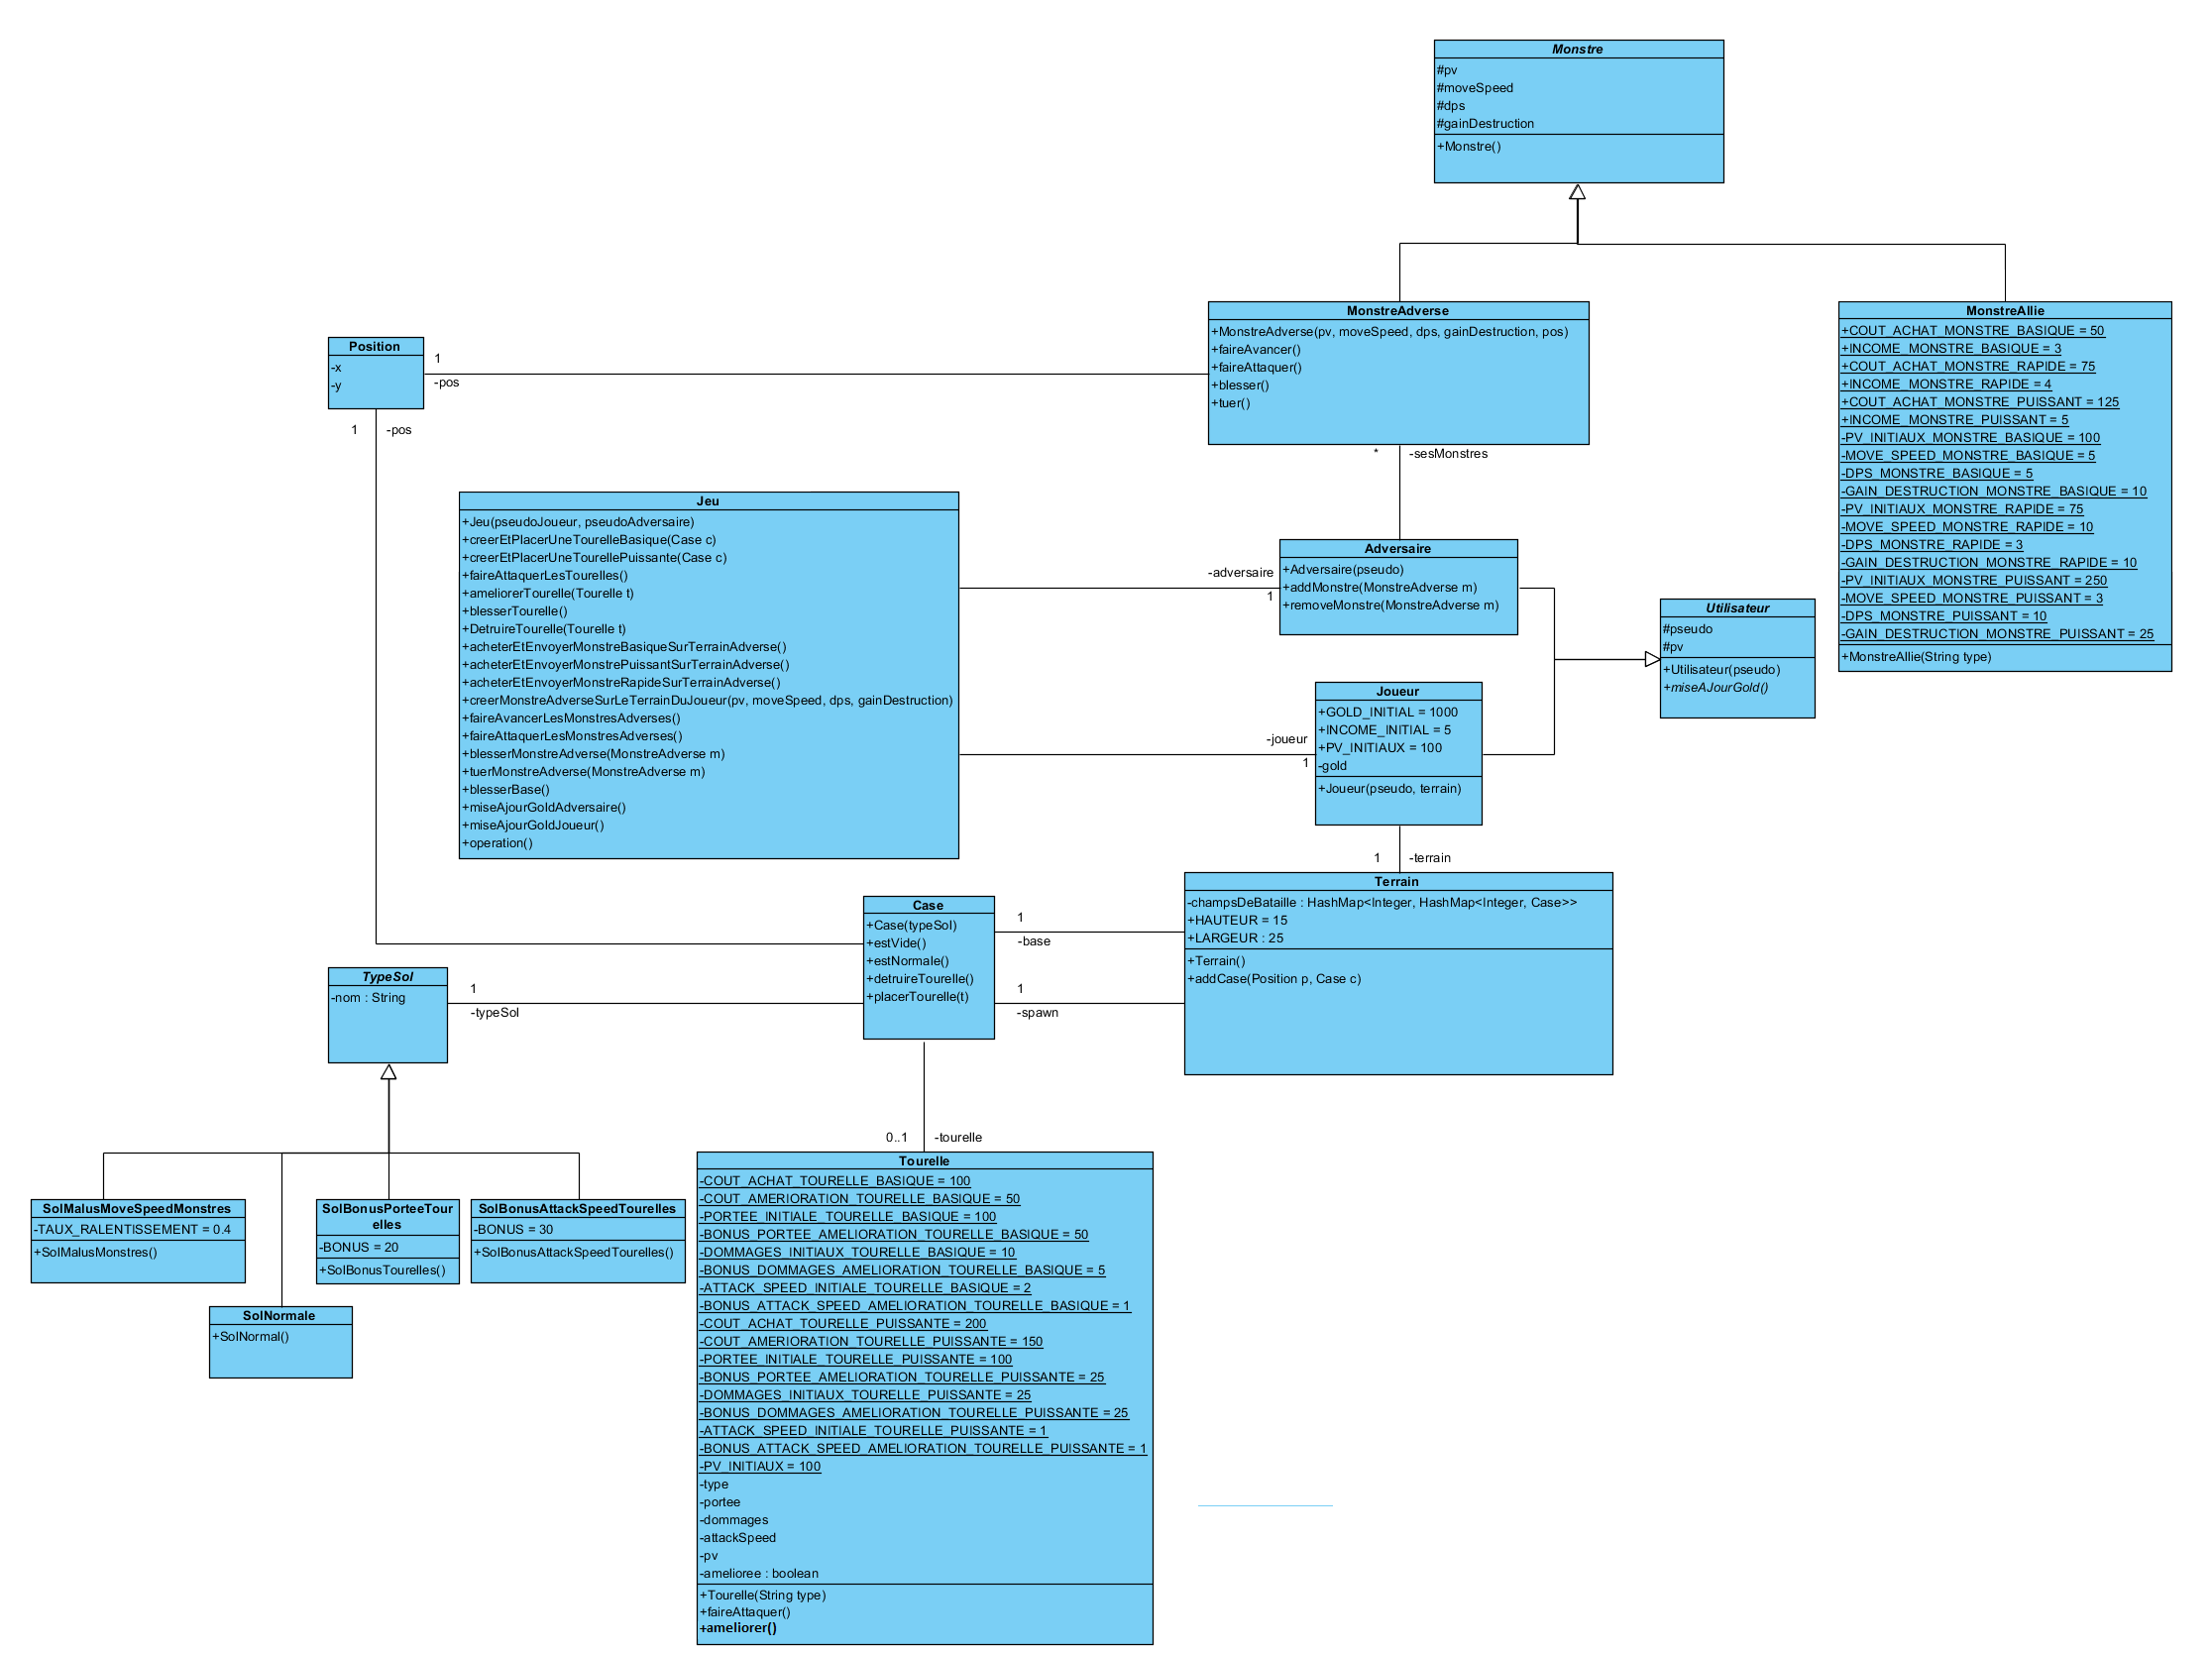 Monstre
#pv
#moveSpeed
#dps
#gainDestruction
+Monstre()
MonstreAdverse
+MonstreAdverse(pv, moveSpeed, dps, gainDestruction, pos)
+faireAvancer()
+faireAttaquer()
+blesser()
+tuer()
MonstreAllie
+COUT_ACHAT_MONSTRE_BASIQUE = 50
+INCOME_MONSTRE_BASIQUE = 3
+COUT_ACHAT_MONSTRE_RAPIDE = 75
+INCOME_MONSTRE_RAPIDE = 4
+COUT_ACHAT_MONSTRE_PUISSANT = 125
+INCOME_MONSTRE_PUISSANT = 5
-PV_INITIAUX_MONSTRE_BASIQUE = 100
-MOVE_SPEED_MONSTRE_BASIQUE = 5
-DPS_MONSTRE_BASIQUE = 5
-GAIN_DESTRUCTION_MONSTRE_BASIQUE = 10
-PV_INITIAUX_MONSTRE_RAPIDE = 75
-MOVE_SPEED_MONSTRE_RAPIDE = 10
-DPS_MONSTRE_RAPIDE = 3
-GAIN_DESTRUCTION_MONSTRE_RAPIDE = 10
-PV_INITIAUX_MONSTRE_PUISSANT = 250
-MOVE_SPEED_MONSTRE_PUISSANT = 3
-DPS_MONSTRE_PUISSANT = 10
-GAIN_DESTRUCTION_MONSTRE_PUISSANT = 25
+MonstreAllie(String type)
Position
-x
-y
1
-pos
1
-pos
*
-sesMonstres
Jeu
+Jeu(pseudoJoueur, pseudoAdversaire)
+creerEtPlacerUneTourelleBasique(Case c)
+creerEtPlacerUneTourellePuissante(Case c)
+faireAttaquerLesTourelles()
+ameliorerTourelle(Tourelle t)
+blesserTourelle()
+DetruireTourelle(Tourelle t)
+acheterEtEnvoyerMonstreBasiqueSurTerrainAdverse()
+acheterEtEnvoyerMonstrePuissantSurTerrainAdverse()
+acheterEtEnvoyerMonstreRapideSurTerrainAdverse()
+creerMonstreAdverseSurLeTerrainDuJoueur(pv, moveSpeed, dps, gainDestruction)
+faireAvancerLesMonstresAdverses()
+faireAttaquerLesMonstresAdverses()
+blesserMonstreAdverse(MonstreAdverse m)
+tuerMonstreAdverse(MonstreAdverse m)
+blesserBase()
+miseAjourGoldAdversaire()
+miseAjourGoldJoueur()
+operation()
-adversaire
1
Adversaire
+Adversaire(pseudo)
+addMonstre(MonstreAdverse m)
+removeMonstre(MonstreAdverse m)
Utilisateur
#pseudo
#pv
+Utilisateur(pseudo)
+miseAJourGold()
-joueur
1
Joueur
+GOLD_INITIAL = 1000
+INCOME_INITIAL = 5
+PV_INITIAUX = 100
-gold
+Joueur(pseudo, terrain)
1
-terrain
Terrain
-champsDeBataille : HashMap<Integer, HashMap<Integer, Case>>
+HAUTEUR = 15
+LARGEUR : 25
+Terrain()
+addCase(Position p, Case c)
Case
+Case(typeSol)
+estVide()
+estNormale()
+detruireTourelle()
+placerTourelle(t)
1
-base
1
-spawn
TypeSol
-nom : String
1
-typeSol
0..1
-tourelle
SolMalusMoveSpeedMonstres
-TAUX_RALENTISSEMENT = 0.4
+SolMalusMonstres()
SolBonusPorteeTour
elles
-BONUS = 20
+SolBonusTourelles()
SolBonusAttackSpeedTourelles
-BONUS = 30
+SolBonusAttackSpeedTourelles()
SolNormale
+SolNormal()
Tourelle
-COUT_ACHAT_TOURELLE_BASIQUE = 100
-COUT_AMERIORATION_TOURELLE_BASIQUE = 50
-PORTEE_INITIALE_TOURELLE_BASIQUE = 100
-BONUS_PORTEE_AMELIORATION_TOURELLE_BASIQUE = 50
-DOMMAGES_INITIAUX_TOURELLE_BASIQUE = 10
-BONUS_DOMMAGES_AMELIORATION_TOURELLE_BASIQUE = 5
-ATTACK_SPEED_INITIALE_TOURELLE_BASIQUE = 2
-BONUS_ATTACK_SPEED_AMELIORATION_TOURELLE_BASIQUE = 1
-COUT_ACHAT_TOURELLE_PUISSANTE = 200
-COUT_AMERIORATION_TOURELLE_PUISSANTE = 150
-PORTEE_INITIALE_TOURELLE_PUISSANTE = 100
-BONUS_PORTEE_AMELIORATION_TOURELLE_PUISSANTE = 25
-DOMMAGES_INITIAUX_TOURELLE_PUISSANTE = 25
-BONUS_DOMMAGES_AMELIORATION_TOURELLE_PUISSANTE = 25
-ATTACK_SPEED_INITIALE_TOURELLE_PUISSANTE = 1
-BONUS_ATTACK_SPEED_AMELIORATION_TOURELLE_PUISSANTE = 1
-PV_INITIAUX = 100
-type
-portee
-dommages
-attackSpeed
-pv
-amelioree : boolean
+Tourelle(String type)
+faireAttaquer()
+ameliorer()